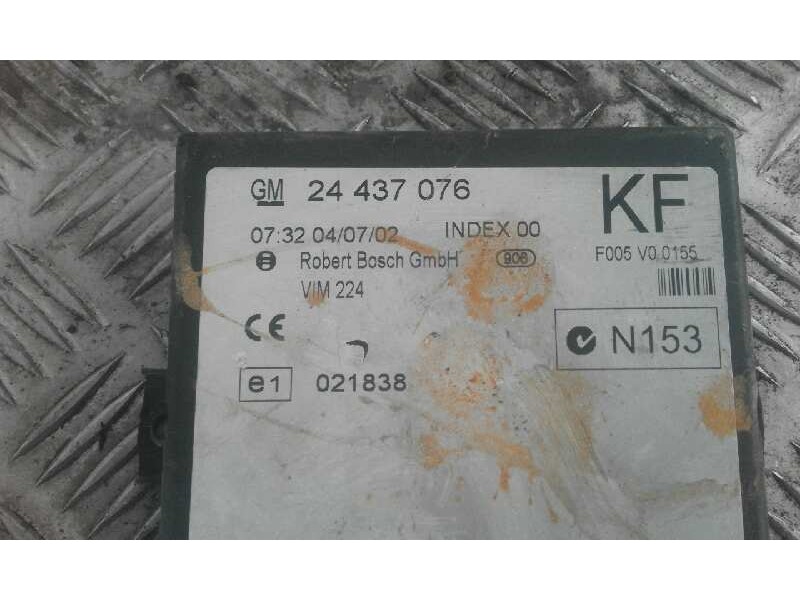 GM 24 437 076
KF
07:32 04/07/02 INDEX 00
F005 V0 0155
Robert Bosch GmbH 906
VIM 224
CE
N153
e1 021838